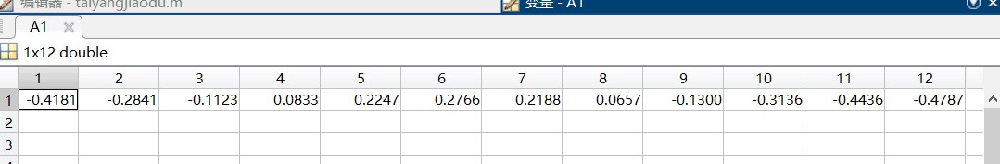 编辑器 - taiyangjiaodu.m 变量 - A1
A1
1x12 double
1 2 3 4 5 6 7 8 9 10 11 12
1 -0.4181 -0.2841 -0.1123 0.0833 0.2247 0.2766 0.2188 0.0657 -0.1300 -0.3136 -0.4436 -0.4787
2
3